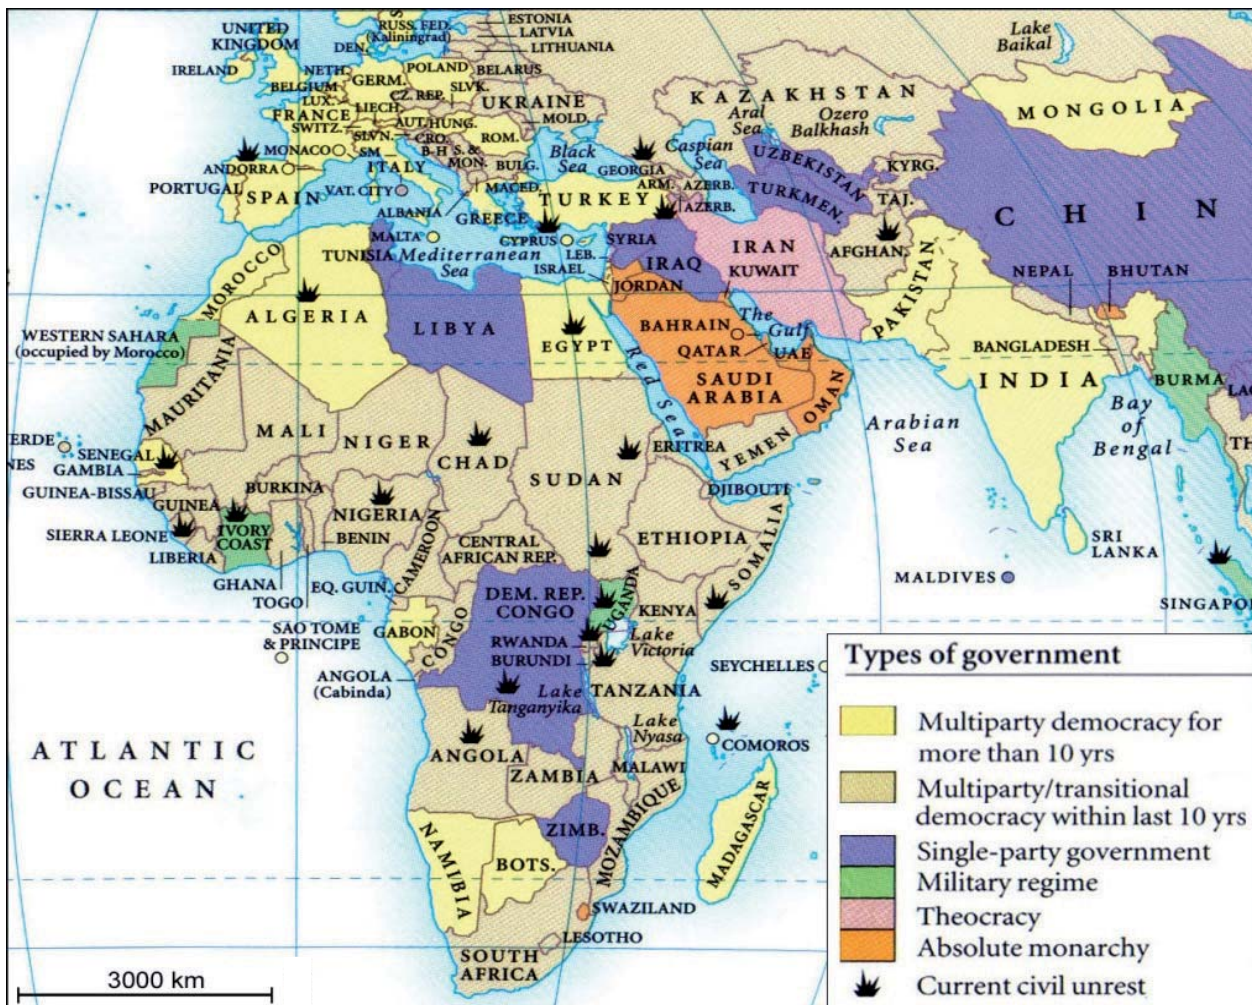 UNITED
KINGDOM
IRELAND
RUSS. FED.
(Kaliningrad)
DEN.
ESTONIA
LATVIA
LITHUANIA
NETH.
BELGIUM
LUX.
GERM.
POLAND
BELARUS
CZ. REP.
SLVK.
UKRAINE
MOLD.
FRANCE
LIECH.
SWITZ.
AUT.
HUNG.
SLVN.
CRO.
B-H
ROM.
MONACO
SM
S. &
MON.
BULG.
ANDORRA
ITALY
PORTUGAL
SPAIN
VAT. CITY
MACED.
ALBANIA
GREECE
Black
Sea
GEORGIA
ARM.
AZERB.
AZERB.
TURKEY
Caspian
Sea
KAZAKHSTAN
Aral
Sea
Ozero
Balkhash
Lake
Baikal
MONGOLIA
UZBEKISTAN
TURKMEN.
KYRG.
TAJ.
CHIN
MALTA
Mediterranean
Sea
CYPRUS
LEB.
ISRAEL
SYRIA
IRAQ
JORDAN
IRAN
KUWAIT
AFGHAN.
PAKISTAN
NEPAL
BHUTAN
MOROCCO
TUNISIA
ALGERIA
LIBYA
EGYPT
WESTERN SAHARA
(occupied by Morocco)
BAHRAIN
The
Gulf
QATAR
UAE
SAUDI
ARABIA
OMAN
Red Sea
YEMEN
BANGLADESH
INDIA
BURMA
LAO
TH
Arabian
Sea
Bay
of
Bengal
SRI
LANKA
MALDIVES
SINGAPO
MAURITANIA
MALI
NIGER
CHAD
SUDAN
ERITREA
DJIBOUTI
ERDE
NES
SENEGAL
GAMBIA
GUINEA-BISSAU
GUINEA
BURKINA
NIGERIA
BENIN
SIERRA LEONE
LIBERIA
IVORY
COAST
GHANA
TOGO
EQ. GUIN.
CAMEROON
CENTRAL
AFRICAN REP.
ETHIOPIA
SOMALIA
SAO TOME
& PRINCIPE
GABON
CONGO
DEM. REP.
CONGO
UGANDA
KENYA
RWANDA
BURUNDI
Lake
Victoria
ANGOLA
(Cabinda)
Lake
Tanganyika
TANZANIA
SEYCHELLES
Lake
Nyasa
COMOROS
ATLANTIC
OCEAN
ANGOLA
ZAMBIA
MALAWI
MOZAMBIQUE
ZIMB.
MADAGASCAR
NAMIBIA
BOTS.
SWAZILAND
LESOTHO
SOUTH
AFRICA
3000 km
Types of government
Multiparty democracy for
more than 10 yrs
Multiparty/transitional
democracy within last 10 yrs
Single-party government
Military regime
Theocracy
Absolute monarchy
Current civil unrest